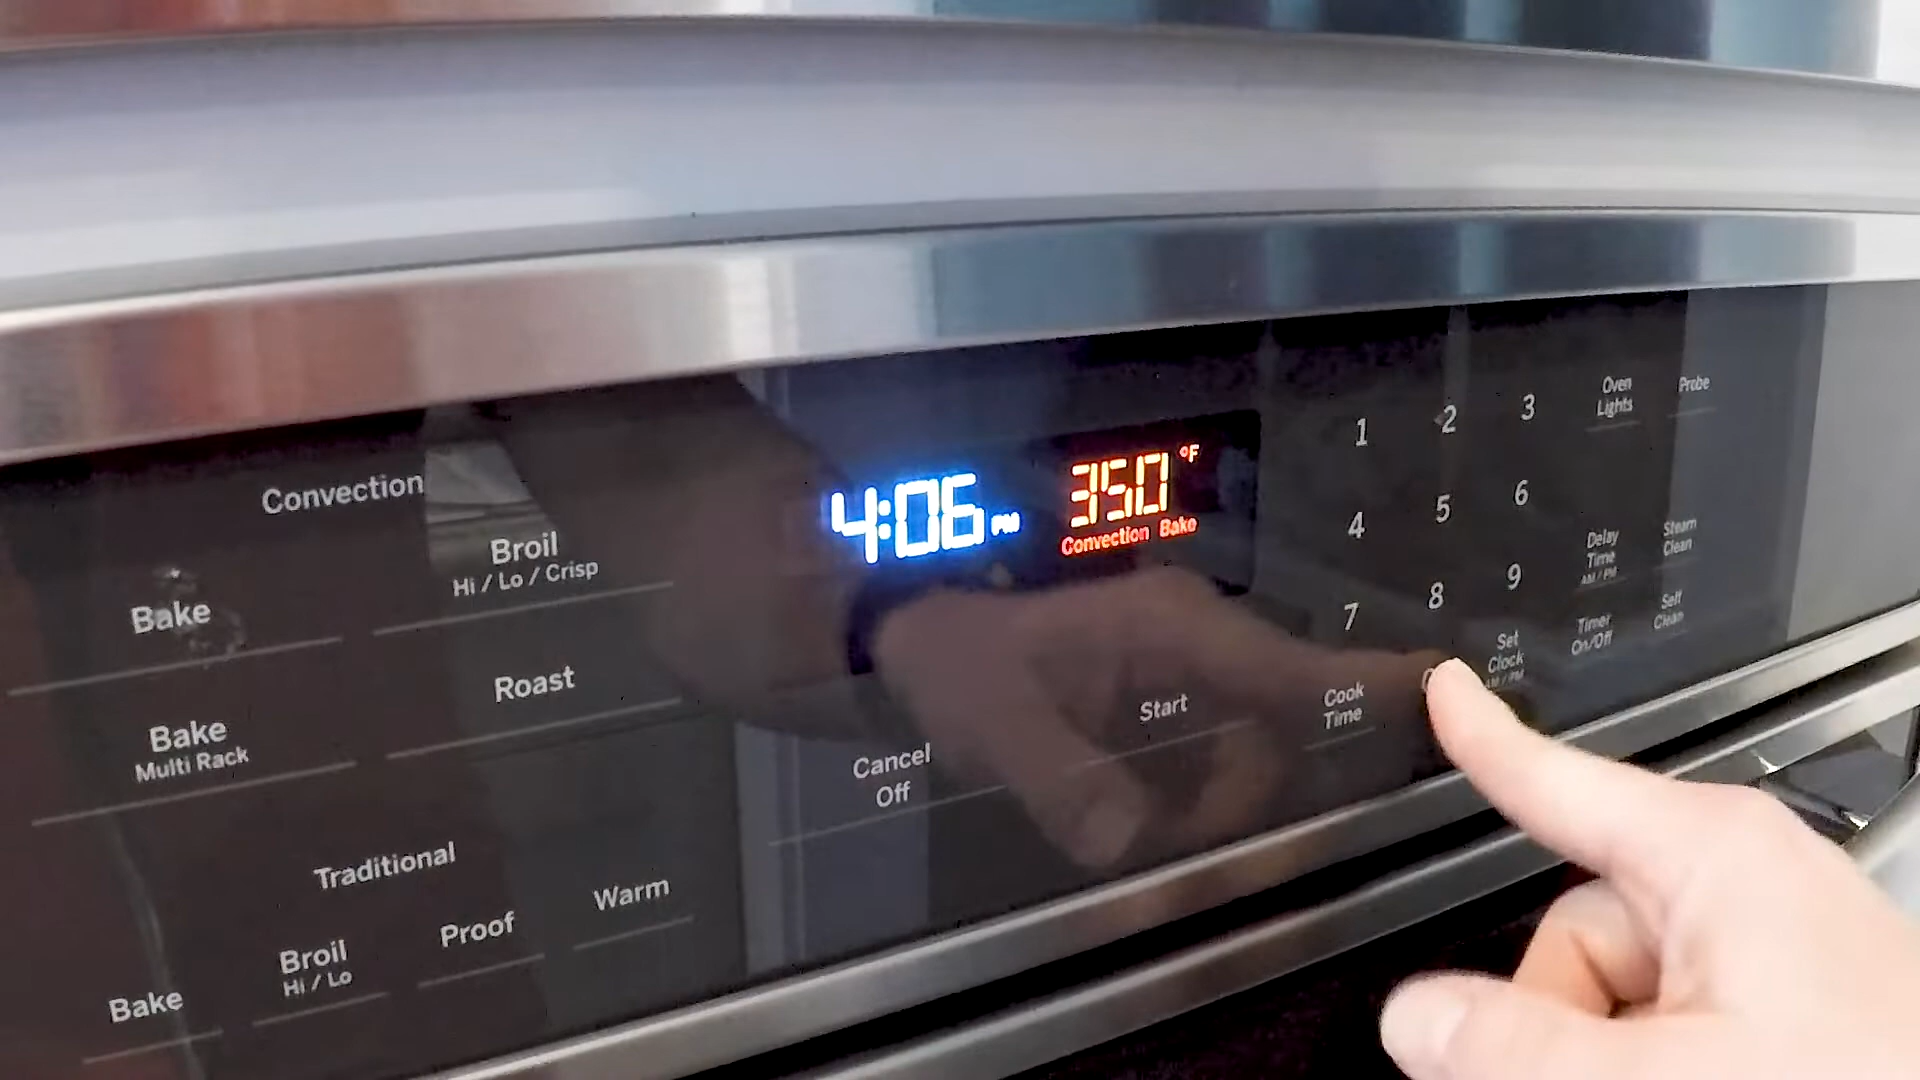 Convection
Bake
Broil
Hi / Lo / Crisp
Bake
Multi Rack
Roast
Traditional
Bake
Broil
Hi / Lo
Proof
Warm
4:06 PM
350 °F
Convection Bake
Cancel
Off
Start
1 2 3
4 5 6
7 8 9
Cook
Time
Set
Clock
AM / PM
Oven
Lights
Probe
Delay
Time
AM / PM
Steam
Clean
Timer
On/Off
Self
Clean